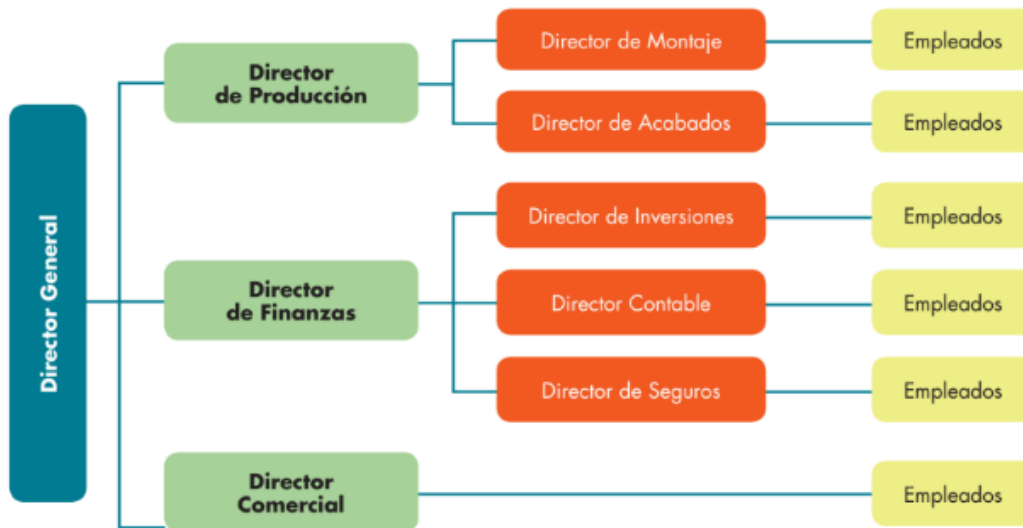 Director General
Director
de Producción
Director de Montaje
Empleados
Director de Acabados
Empleados
Director
de Finanzas
Director de Inversiones
Empleados
Director Contable
Empleados
Director de Seguros
Empleados
Director
Comercial
Empleados